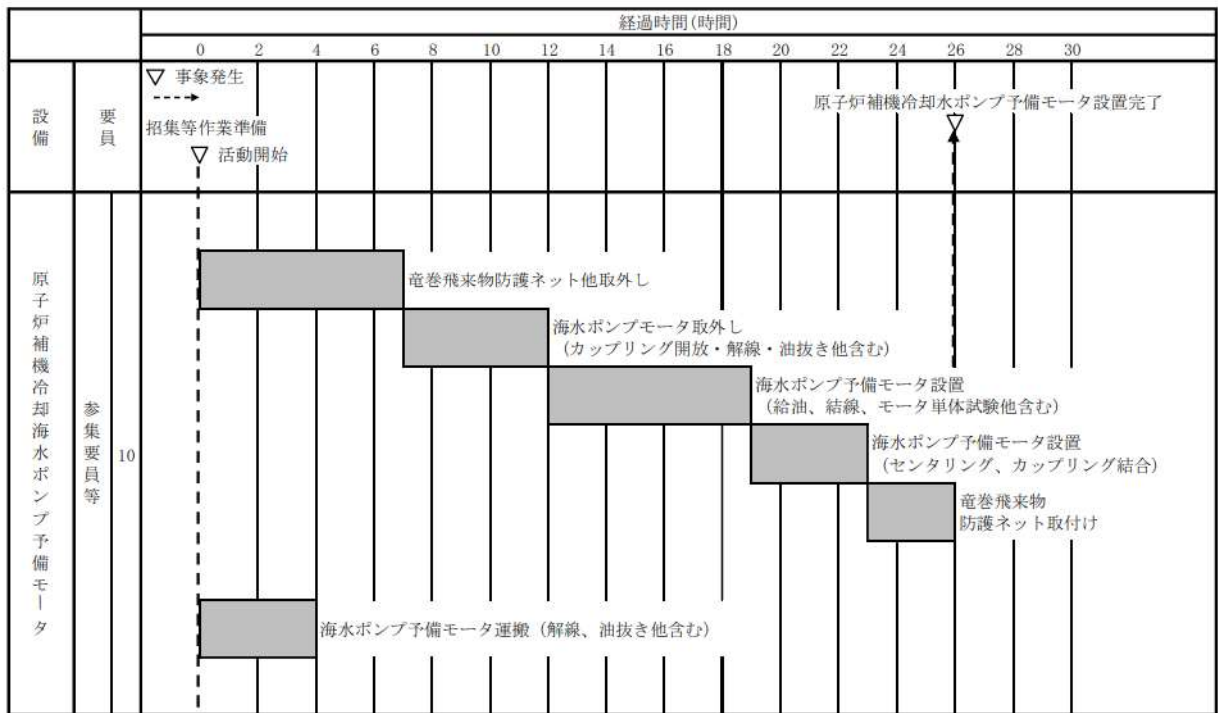 経過時間(時間)
0 2 4 6 8 10 12 14 16 18 20 22 24 26 28 30
設備
要員
▽ 事象発生
招集等作業準備
▽ 活動開始
原子炉補機冷却水ポンプ予備モータ設置完了
▽
原子炉補機冷却海水ポンプ予備モータ
参集要員等
10
竜巻飛来物防護ネット他取外し
海水ポンプモータ取外し
(カップリング開放・解線・油抜き他含む)
海水ポンプ予備モータ設置
(給油、結線、モータ単体試験他含む)
海水ポンプ予備モータ設置
(センタリング、カップリング結合)
竜巻飛来物
防護ネット取付け
海水ポンプ予備モータ運搬(解線、油抜き他含む)